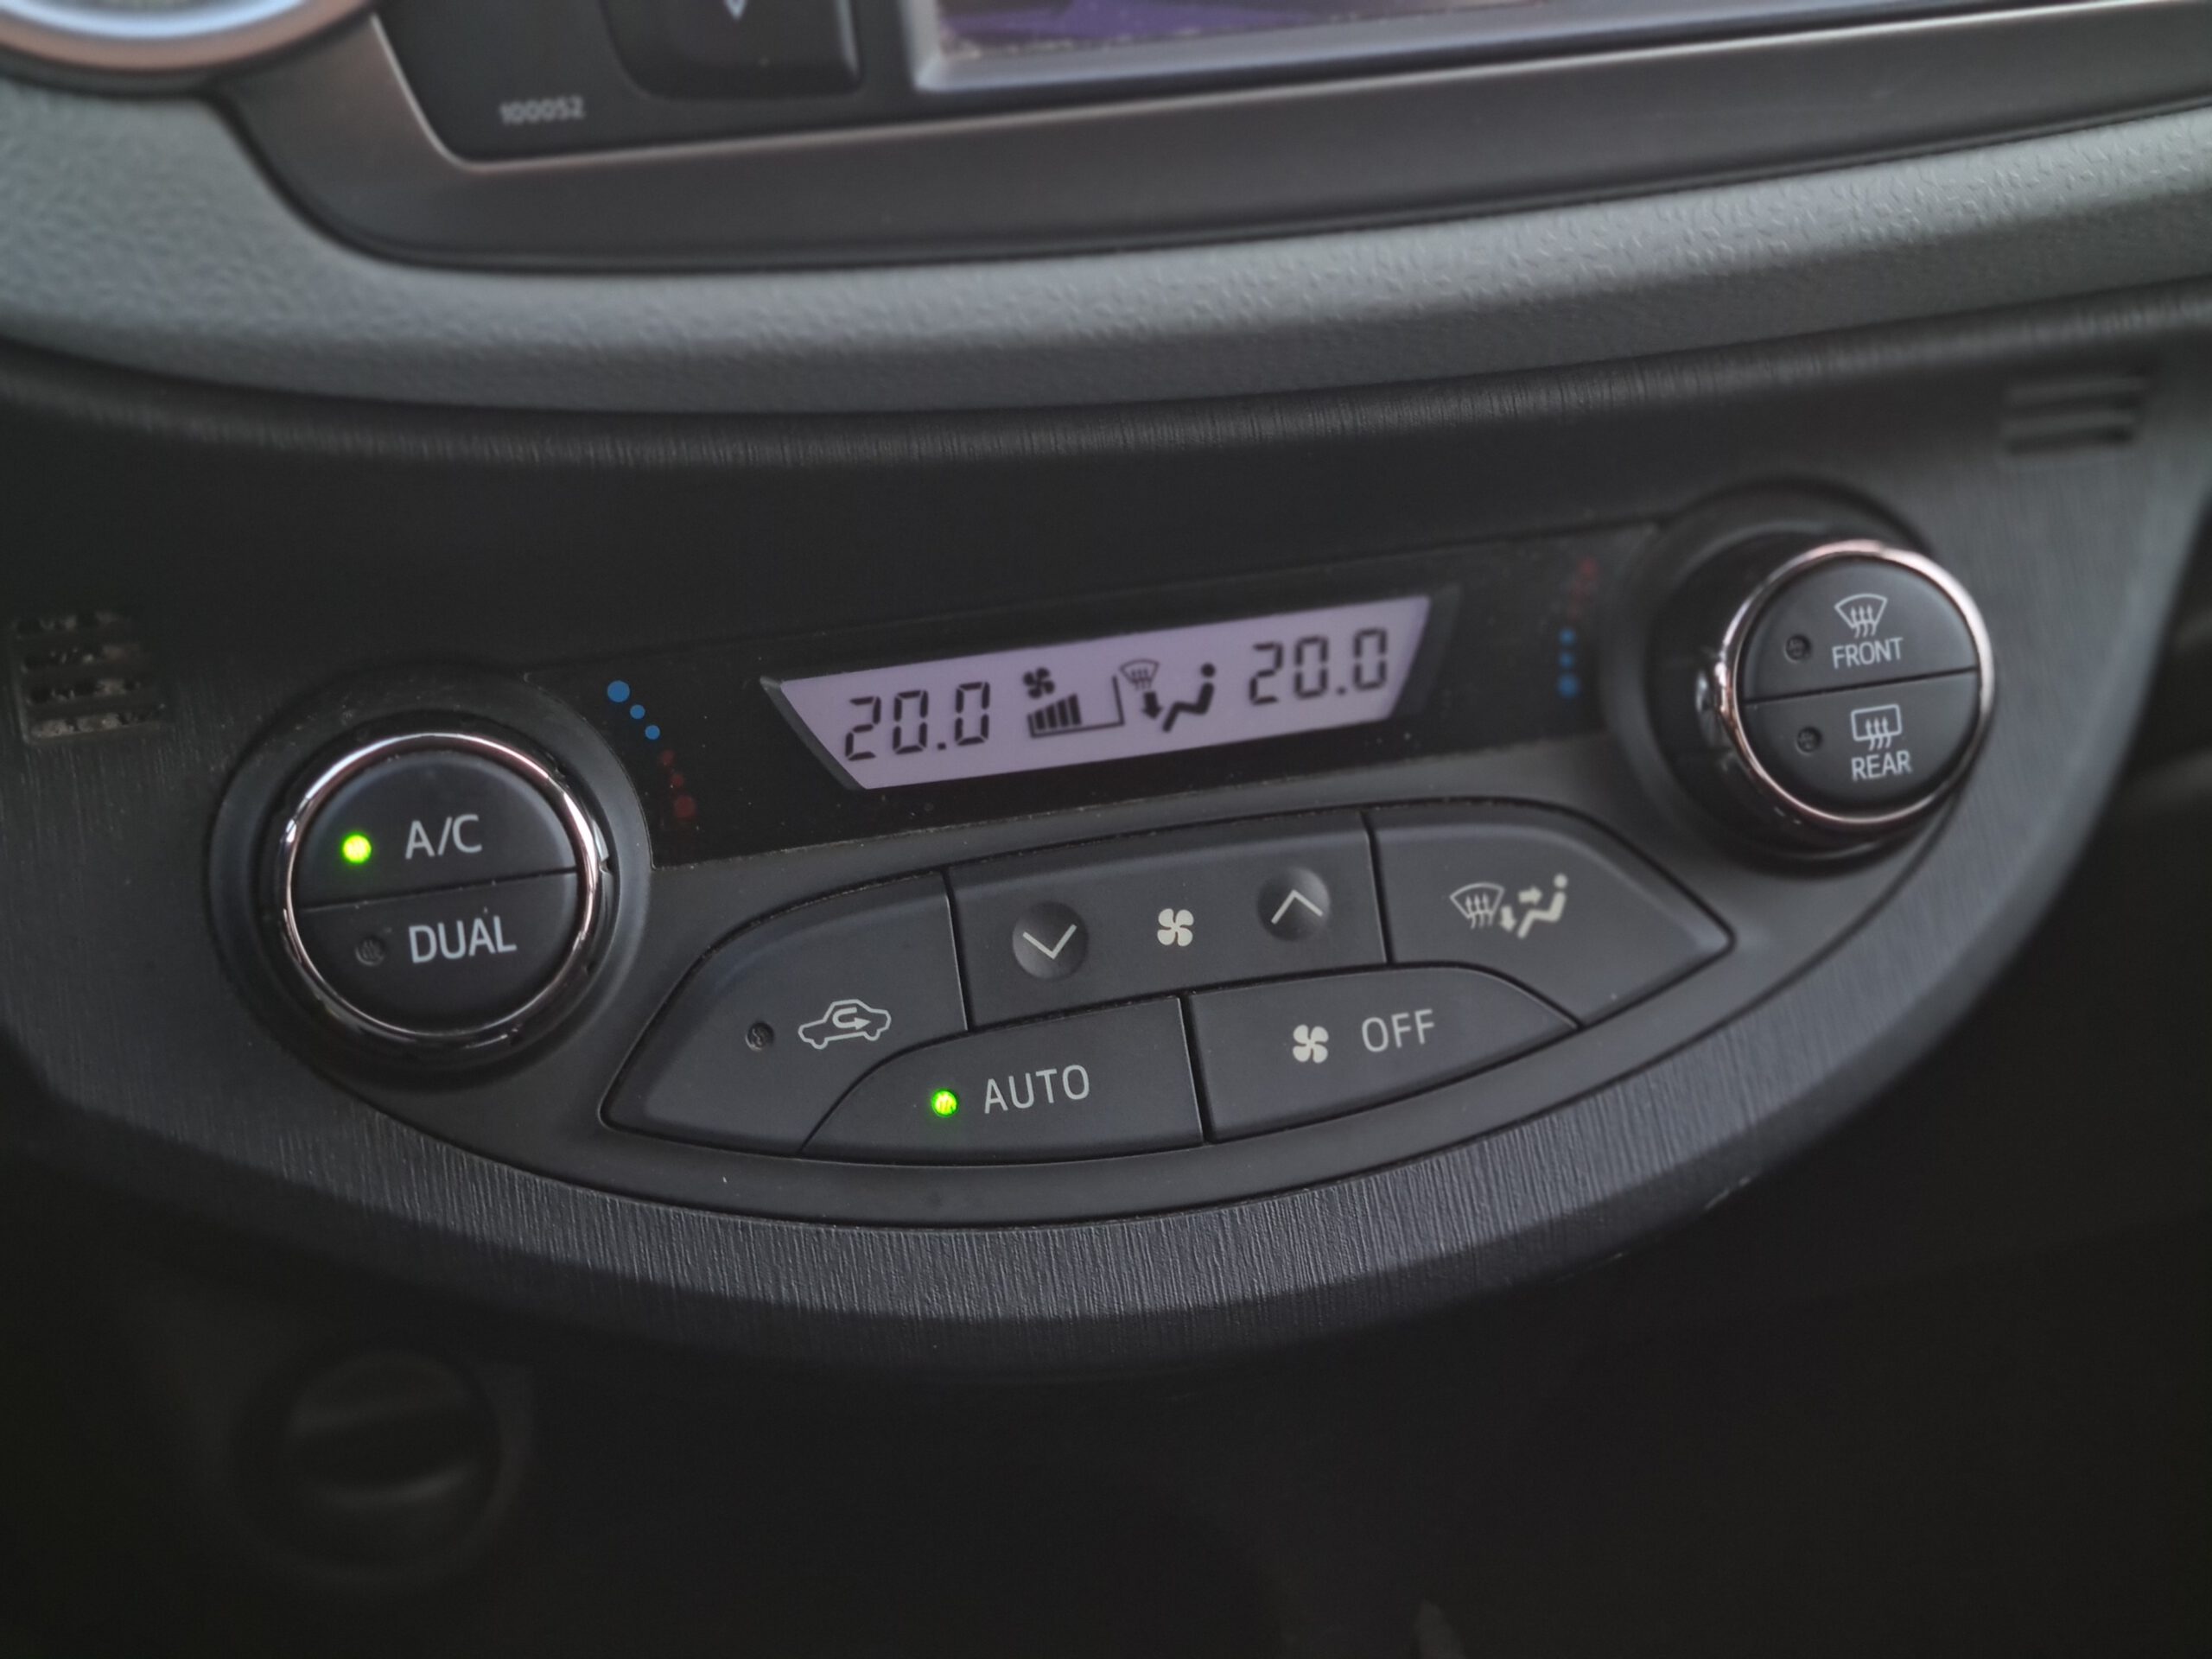 100052
20.0 20.0
FRONT
REAR
A/C
DUAL
AUTO
OFF